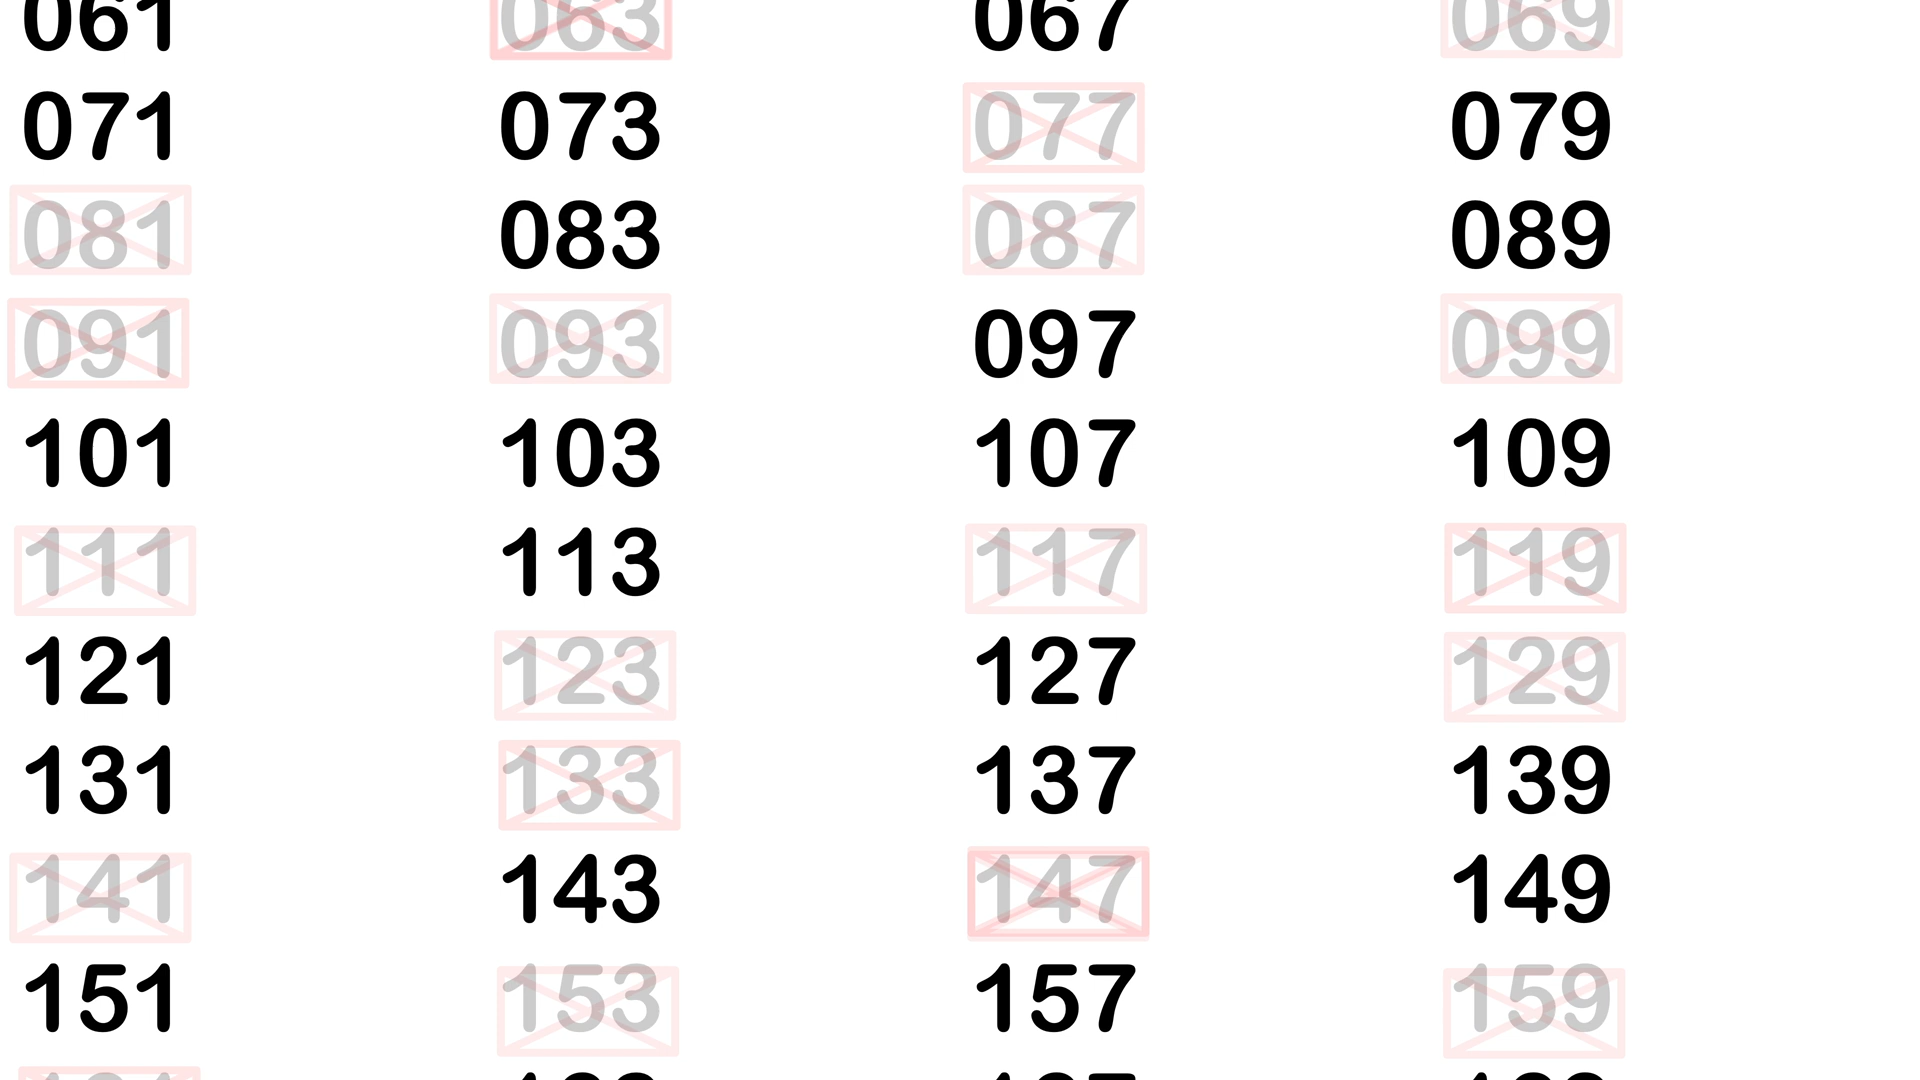 061 063 067 069
071 073 077 079
081 083 087 089
091 093 097 099
101 103 107 109
111 113 117 119
121 123 127 129
131 133 137 139
141 143 147 149
151 153 157 159